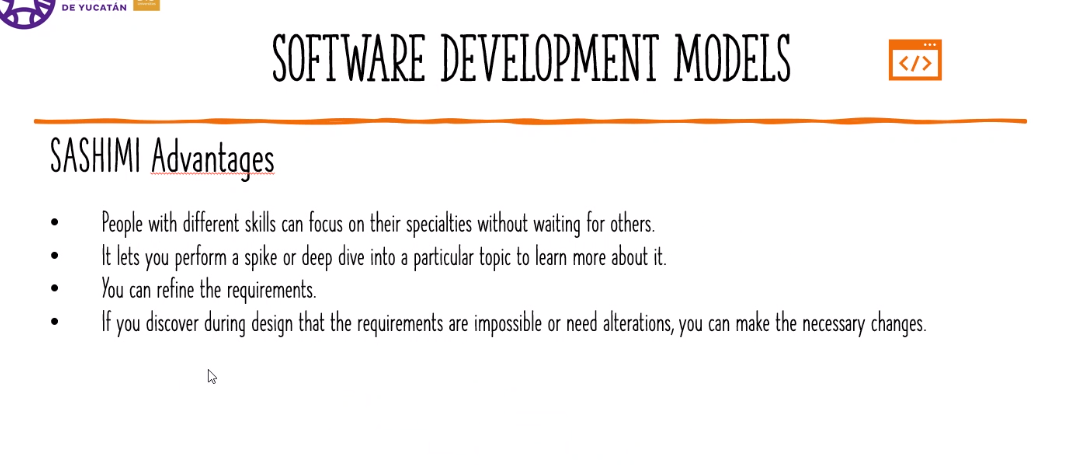 DE YUCATÁN
SOFTWARE DEVELOPMENT MODELS
</>
SASHIMI Advantages
• People with different skills can focus on their specialties without waiting for others.
• It lets you perform a spike or deep dive into a particular topic to learn more about it.
• You can refine the requirements.
• If you discover during design that the requirements are impossible or need alterations, you can make the necessary changes.